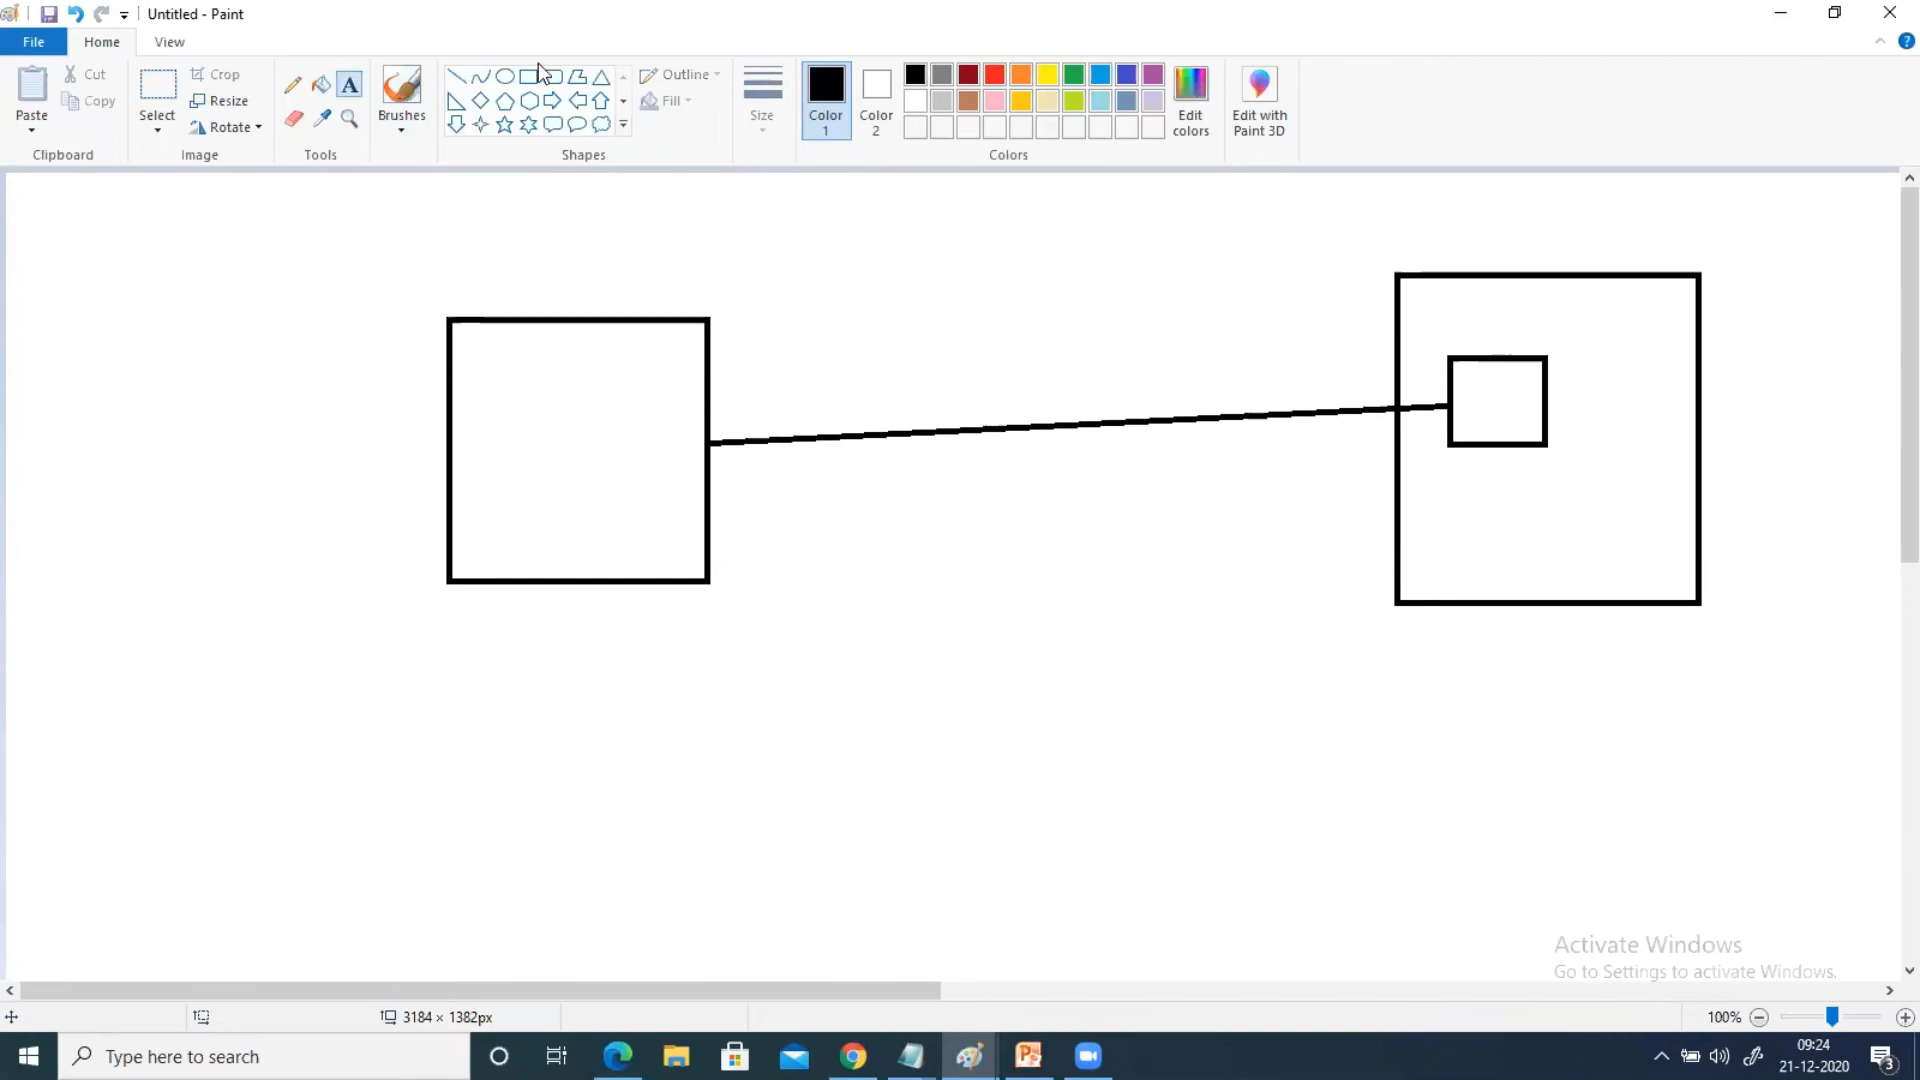 Untitled - Paint
File Home View
Paste
Cut
Copy
Clipboard
Select
Crop
Resize
Rotate
Image
A
Tools
Brushes
Outline
Fill
Shapes
Size
Color 1
Color 2
Edit colors
Colors
Edit with Paint 3D
Activate Windows
Go to Settings to activate Windows.
3184 × 1382px
100%
Type here to search
09:24
21-12-2020
3